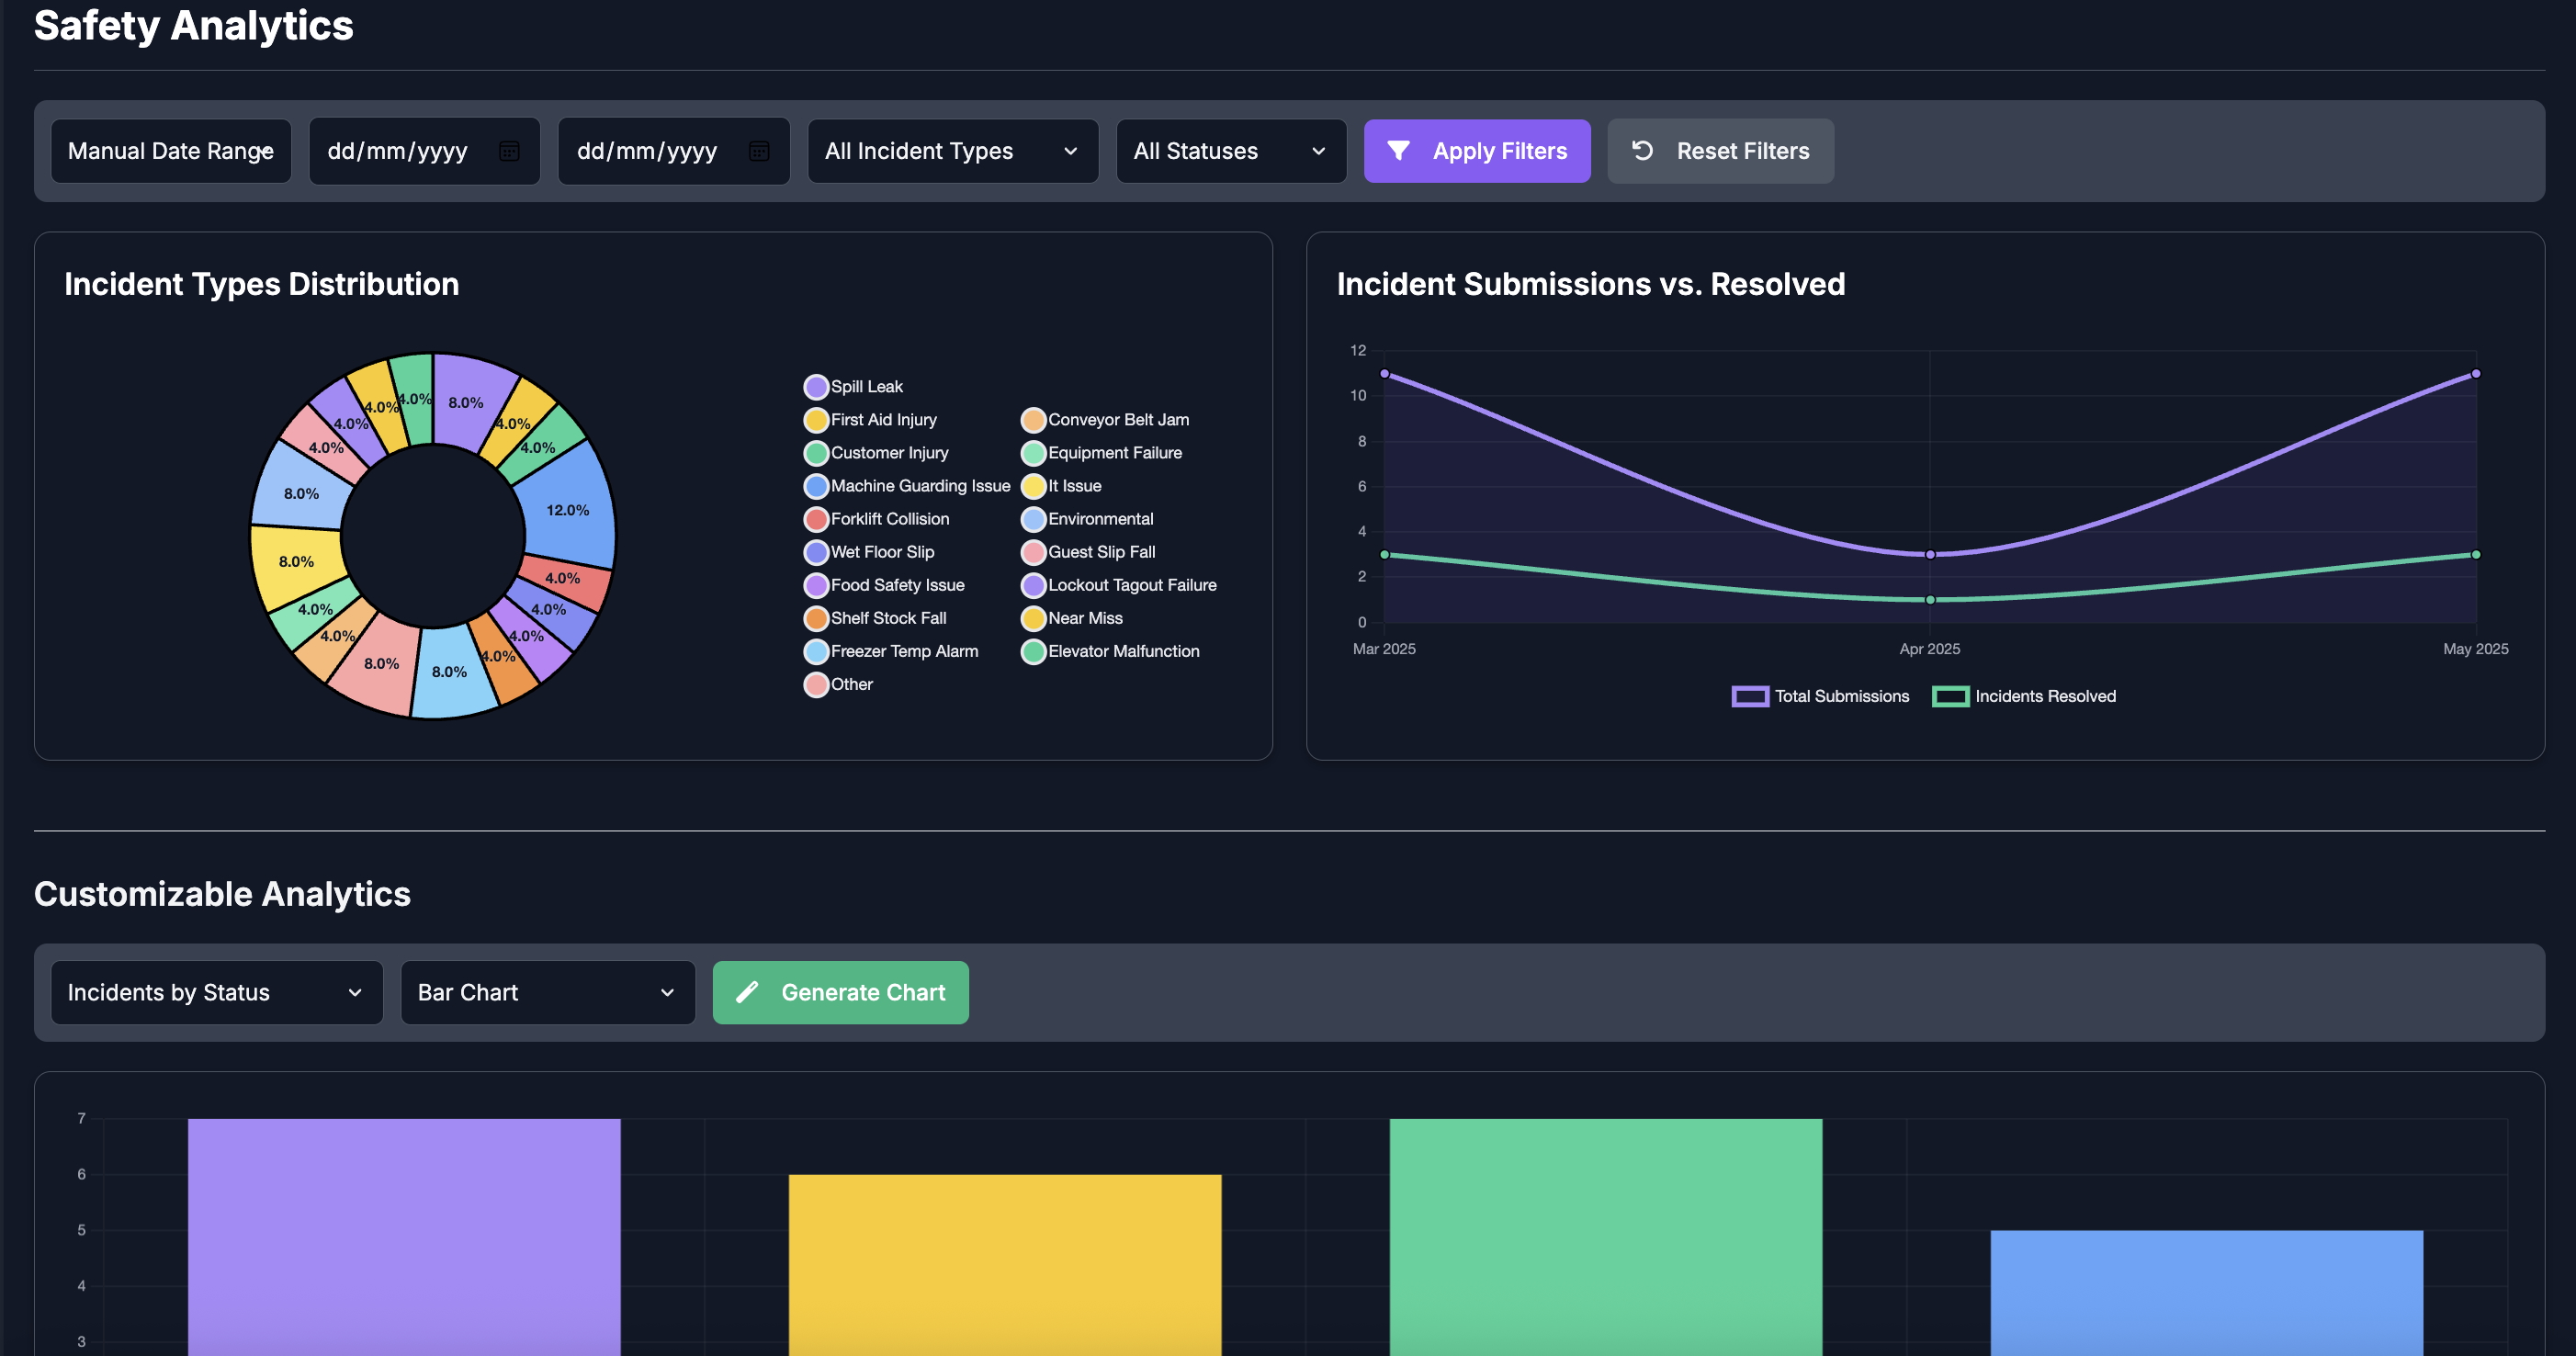 Safety Analytics
Manual Date Range
dd/mm/yyyy
dd/mm/yyyy
All Incident Types
All Statuses
Apply Filters
Reset Filters
Incident Types Distribution
8.0%
4.0%
4.0%
12.0%
4.0%
4.0%
4.0%
4.0%
8.0%
8.0%
4.0%
4.0%
8.0%
8.0%
4.0%
4.0%
4.0%
4.0%
Spill Leak
First Aid Injury
Customer Injury
Machine Guarding Issue
Forklift Collision
Wet Floor Slip
Food Safety Issue
Shelf Stock Fall
Freezer Temp Alarm
Other
Conveyor Belt Jam
Equipment Failure
It Issue
Environmental
Guest Slip Fall
Lockout Tagout Failure
Near Miss
Elevator Malfunction
Incident Submissions vs. Resolved
12
10
8
6
4
2
0
Mar 2025
Apr 2025
May 2025
Total Submissions
Incidents Resolved
Customizable Analytics
Incidents by Status
Bar Chart
Generate Chart
7
6
5
4
3